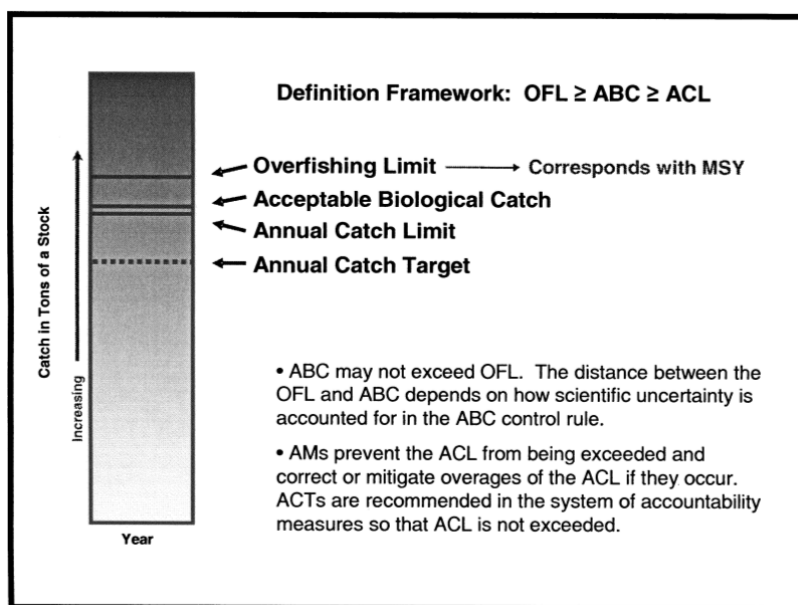 Definition Framework: OFL ≥ ABC ≥ ACL
Overfishing Limit
Corresponds with MSY
Acceptable Biological Catch
Annual Catch Limit
Annual Catch Target
Catch in Tons of a Stock
Increasing
Year
• ABC may not exceed OFL. The distance between the
OFL and ABC depends on how scientific uncertainty is
accounted for in the ABC control rule.
• AMs prevent the ACL from being exceeded and
correct or mitigate overages of the ACL if they occur.
ACTs are recommended in the system of accountability
measures so that ACL is not exceeded.